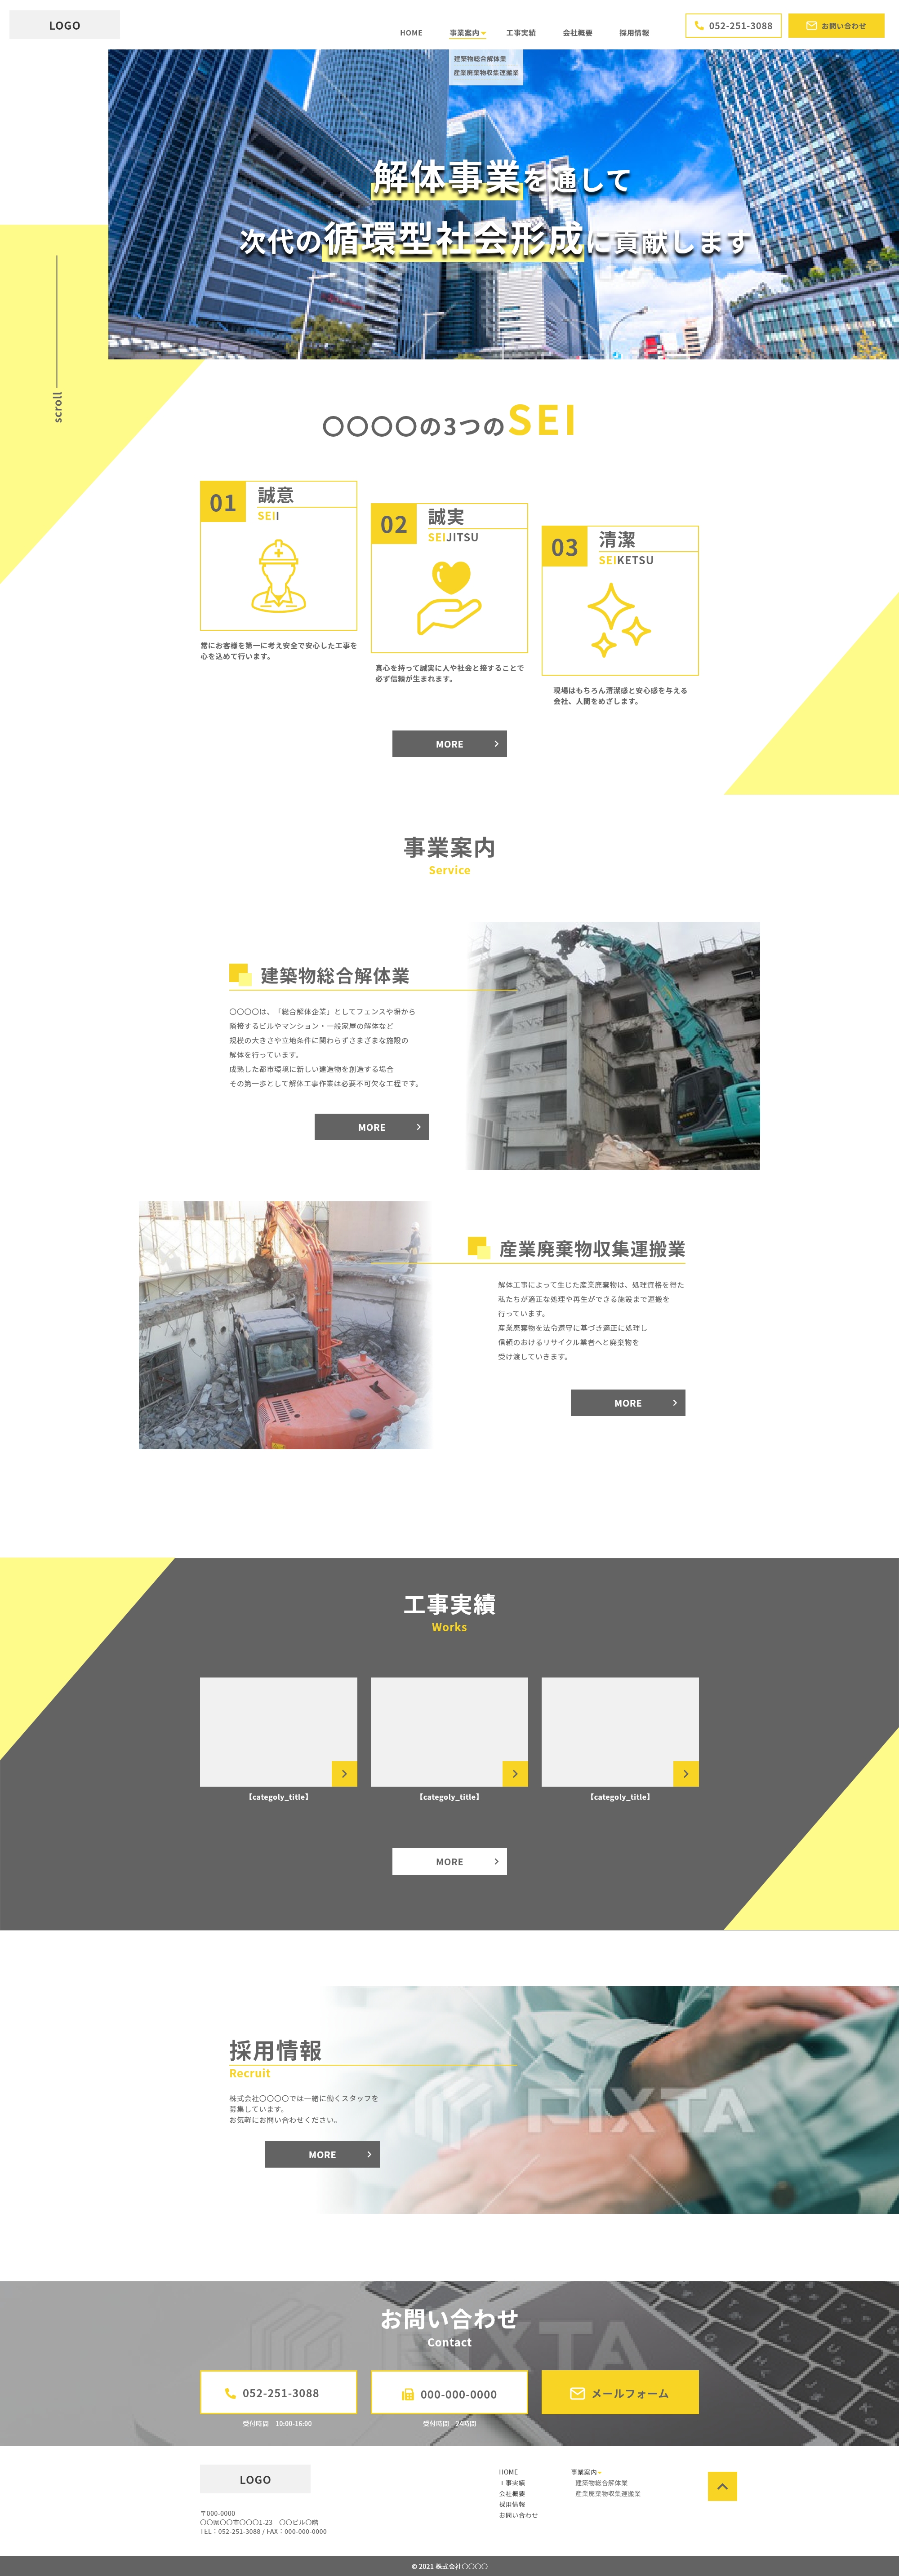 LOGO
HOME
事業案内
工事実績
会社概要
採用情報
052-251-3088
お問い合わせ
建築物総合解体業
産業廃棄物収集運搬業
解体事業を通して
次代の循環型社会形成に貢献します
scroll
〇〇〇〇の3つのSEI
01
誠意
SEII
常にお客様を第一に考え安全で安心した工事を
心を込めて行います。
02
誠実
SEIJITSU
真心を持って誠実に人や社会と接することで
必ず信頼が生まれます。
03
清潔
SEIKETSU
現場はもちろん清潔感と安心感を与える
会社、人間をめざします。
MORE
事業案内
Service
建築物総合解体業
〇〇〇〇は、「総合解体企業」としてフェンスや塀から
隣接するビルやマンション・一般家屋の解体など
規模の大きさや立地条件に関わらずさまざまな施設の
解体を行っています。
成熟した都市環境に新しい建造物を創造する場合
その第一歩として解体工事作業は必要不可欠な工程です。
MORE
産業廃棄物収集運搬業
解体工事によって生じた産業廃棄物は、処理資格を得た
私たちが適正な処理や再生ができる施設まで運搬を
行っています。
産業廃棄物を法令遵守に基づき適正に処理し
信頼のおけるリサイクル業者へと廃棄物を
受け渡していきます。
MORE
工事実績
Works
【categoly_title】
【categoly_title】
【categoly_title】
MORE
採用情報
Recruit
株式会社〇〇〇〇では一緒に働くスタッフを
募集しています。
お気軽にお問い合わせください。
MORE
PIXTA
お問い合わせ
Contact
052-251-3088
受付時間　10:00-16:00
000-000-0000
受付時間　24時間
メールフォーム
LOGO
〒000-0000
〇〇県〇〇市〇〇〇1-23　〇〇ビル〇階
TEL：052-251-3088 / FAX：000-000-0000
HOME
工事実績
会社概要
採用情報
お問い合わせ
事業案内
建築物総合解体業
産業廃棄物収集運搬業
© 2021 株式会社〇〇〇〇